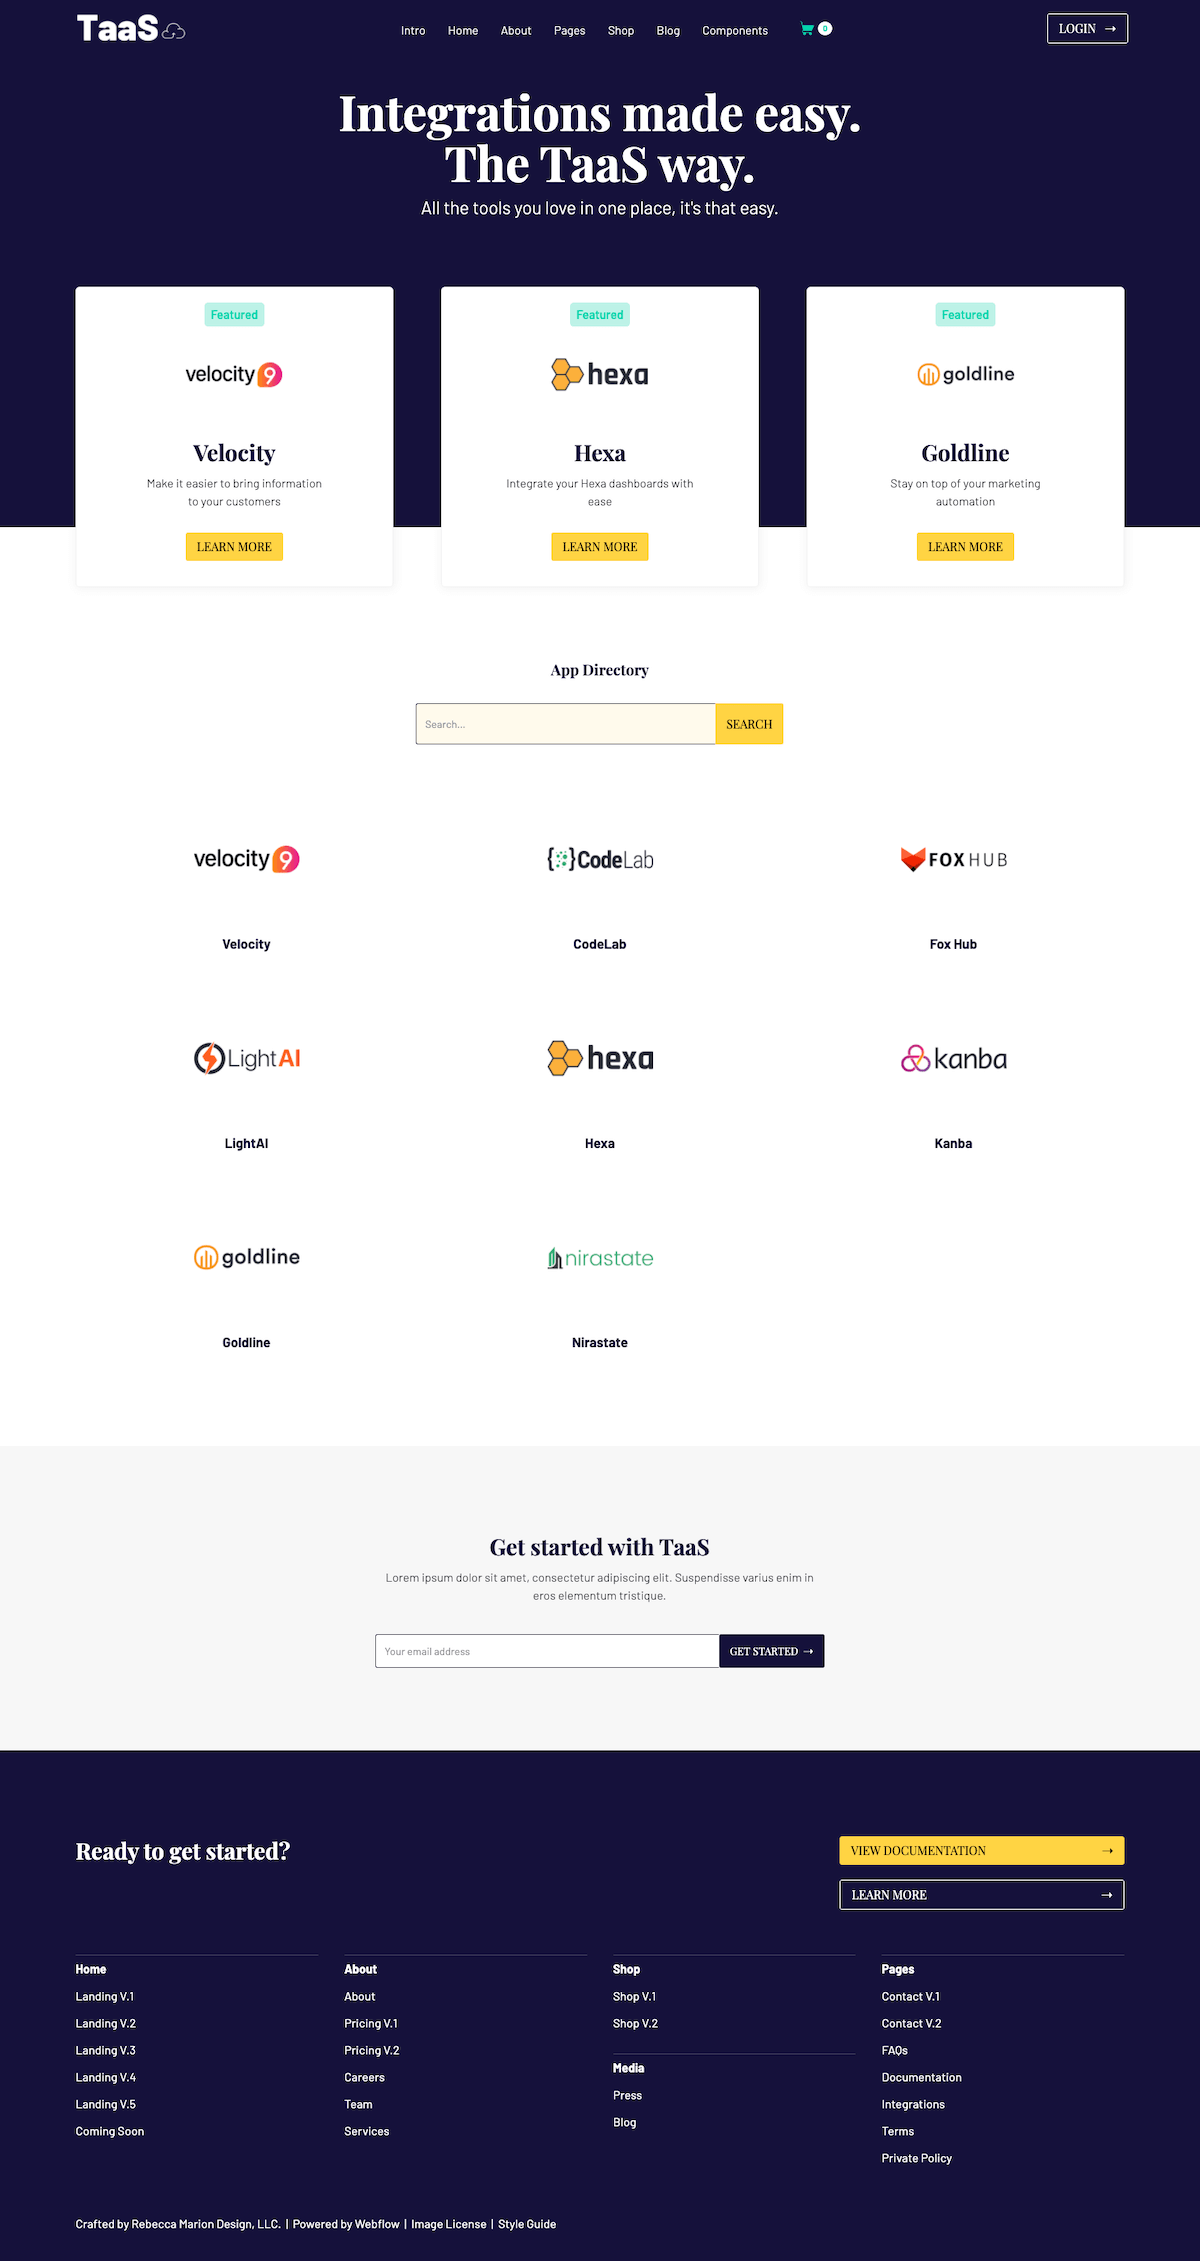 TaaS
Intro Home About Pages Shop Blog Components 0
LOGIN →
Integrations made easy.
The TaaS way.
All the tools you love in one place, it's that easy.
Featured
velocity 9
Velocity
Make it easier to bring information
to your customers
LEARN MORE
Featured
hexa
Hexa
Integrate your Hexa dashboards with
ease
LEARN MORE
Featured
goldline
Goldline
Stay on top of your marketing
automation
LEARN MORE
App Directory
Search...
SEARCH
velocity 9
Velocity
{ }CodeLab
CodeLab
FOXHUB
Fox Hub
LightAI
LightAI
hexa
Hexa
kanba
Kanba
goldline
Goldline
nirastate
Nirastate
Get started with TaaS
Lorem ipsum dolor sit amet, consectetur adipiscing elit. Suspendisse varius enim in
eros elementum tristique.
Your email address
GET STARTED →
Ready to get started?
VIEW DOCUMENTATION →
LEARN MORE →
Home
Landing V.1
Landing V.2
Landing V.3
Landing V.4
Landing V.5
Coming Soon
About
About
Pricing V.1
Pricing V.2
Careers
Team
Services
Shop
Shop V.1
Shop V.2
Media
Press
Blog
Pages
Contact V.1
Contact V.2
FAQs
Documentation
Integrations
Terms
Private Policy
Crafted by Rebecca Marion Design, LLC. | Powered by Webflow | Image License | Style Guide